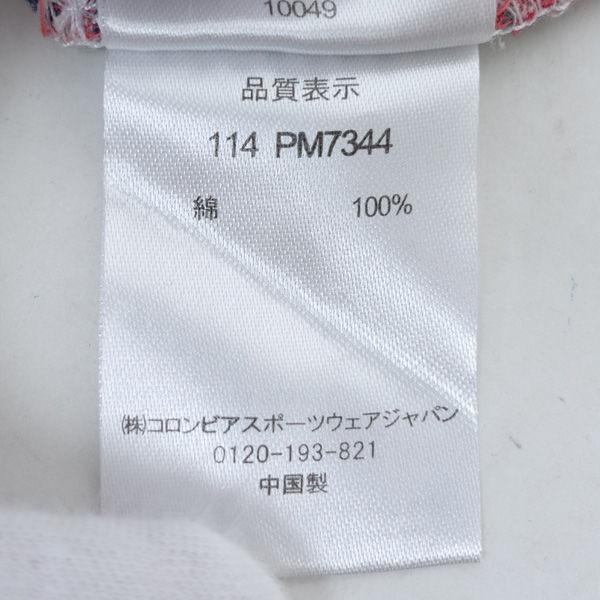 10049
品質表示
114 PM7344
綿 100%
㈱コロンビアスポーツウェアジャパン
0120-193-821
中国製